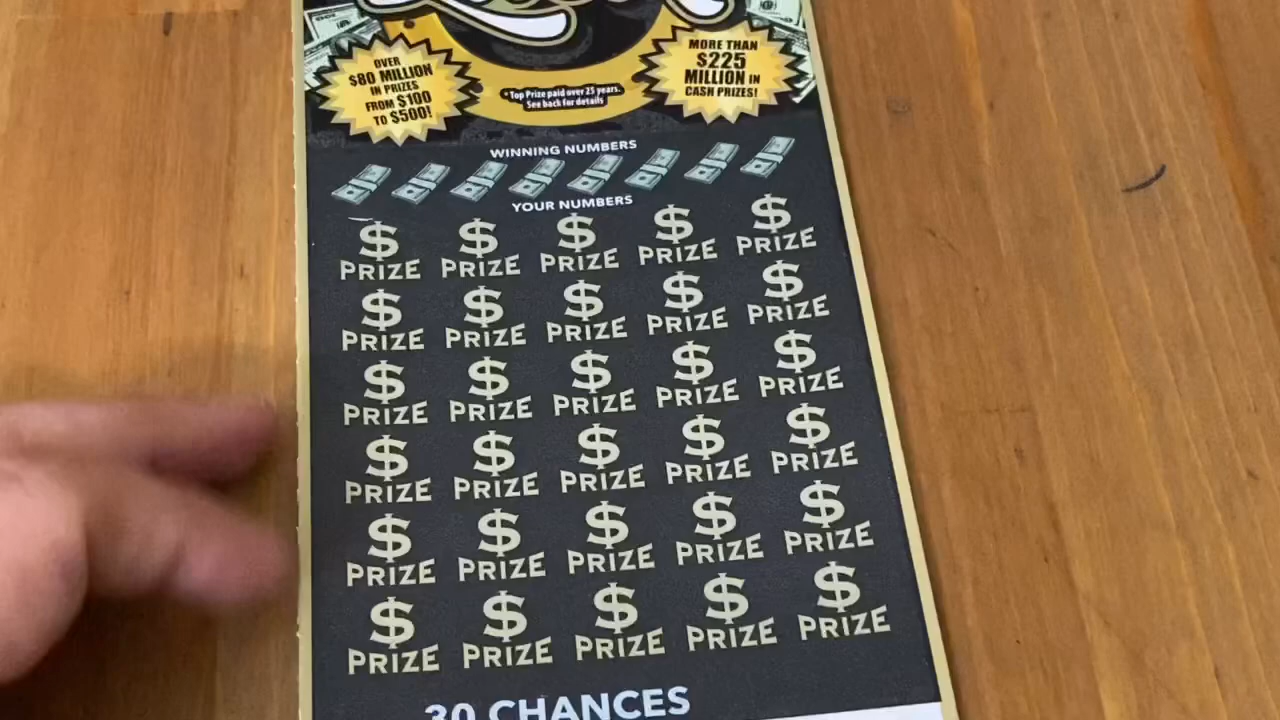 OVER
$80 MILLION
IN PRIZES
FROM $100
TO $500!
* Top Prize paid over 25 years.
See back for details
MORE THAN
$225
MILLION IN
CASH PRIZES!
WINNING NUMBERS
YOUR NUMBERS
$ $ $ $ $
PRIZE PRIZE PRIZE PRIZE PRIZE
$ $ $ $ $
PRIZE PRIZE PRIZE PRIZE PRIZE
$ $ $ $ $
PRIZE PRIZE PRIZE PRIZE PRIZE
$ $ $ $ $
PRIZE PRIZE PRIZE PRIZE PRIZE
$ $ $ $ $
PRIZE PRIZE PRIZE PRIZE PRIZE
$ $ $ $ $
PRIZE PRIZE PRIZE PRIZE PRIZE
30 CHANCES